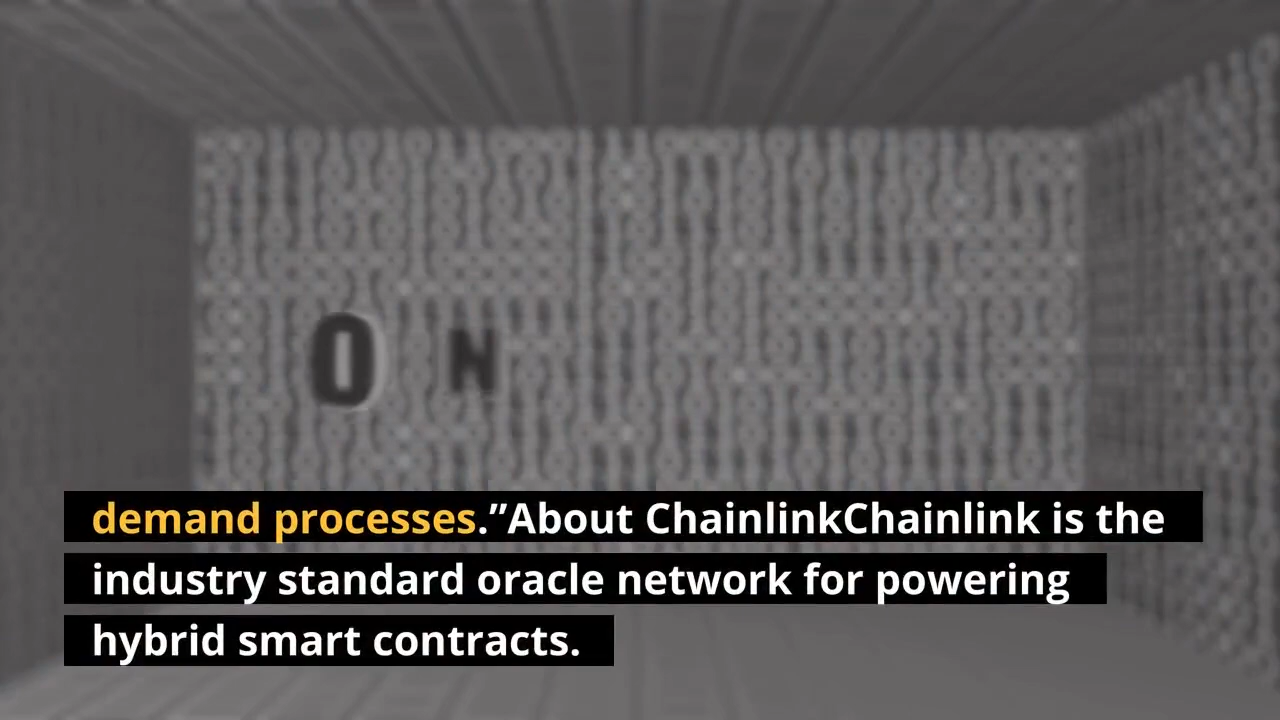 O N
demand processes.”About ChainlinkChainlink is the
industry standard oracle network for powering
hybrid smart contracts.